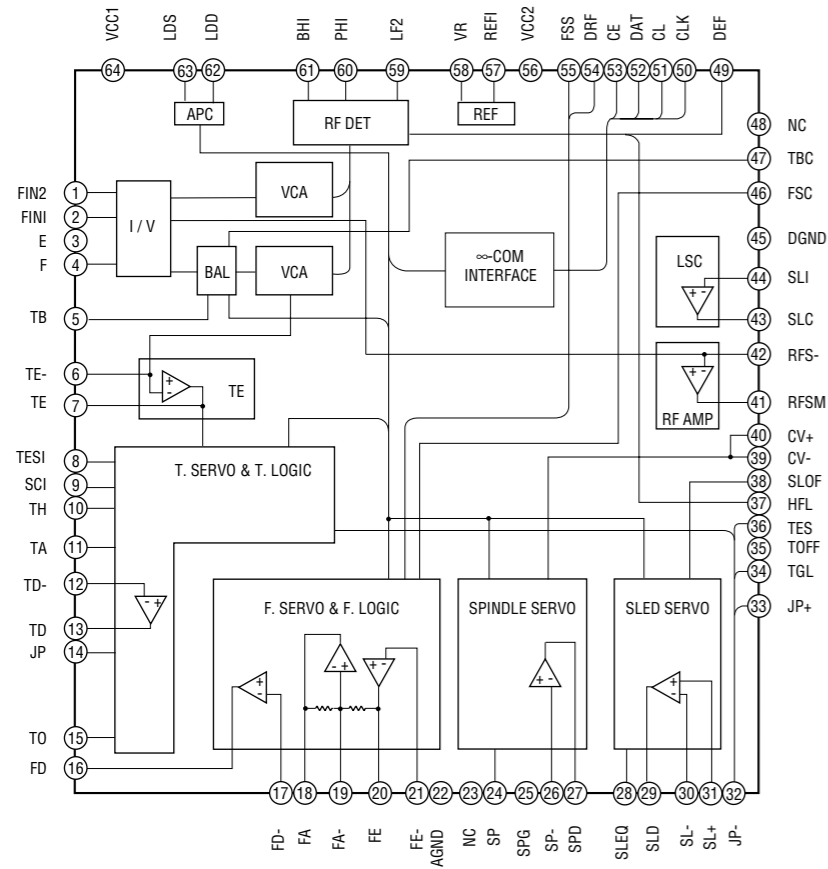 VCC1
LDS
LDD
BHI
PHI
LF2
VR
REFI
VCC2
FSS
DRF
CE
DAT
CL
CLK
DEF
64
63
62
61
60
59
58
57
56
55
54
53
52
51
50
49
APC
RF DET
REF
48 NC
47 TBC
46 FSC
45 DGND
44 SLI
43 SLC
42 RFS-
41 RFSM
40 CV+
39 CV-
38 SLOF
37 HFL
36 TES
35 TOFF
34 TGL
33 JP+
FIN2 1
FINI 2
E 3
F 4
TB 5
TE- 6
TE 7
TESI 8
SCI 9
TH 10
TA 11
TD- 12
TD 13
JP 14
TO 15
FD 16
I / V
VCA
BAL
VCA
∞-COM
INTERFACE
LSC
+ -
RF AMP
+ -
TE
+
-
T. SERVO & T. LOGIC
- +
F. SERVO & F. LOGIC
+
-
- +
+ -
SPINDLE SERVO
+ -
SLED SERVO
+
-
17
18
19
20
21
22
23
24
25
26
27
28
29
30
31
32
FD-
FA
FA-
FE
FE-
AGND
NC
SP
SPG
SP-
SPD
SLEQ
SLD
SL-
SL+
JP-